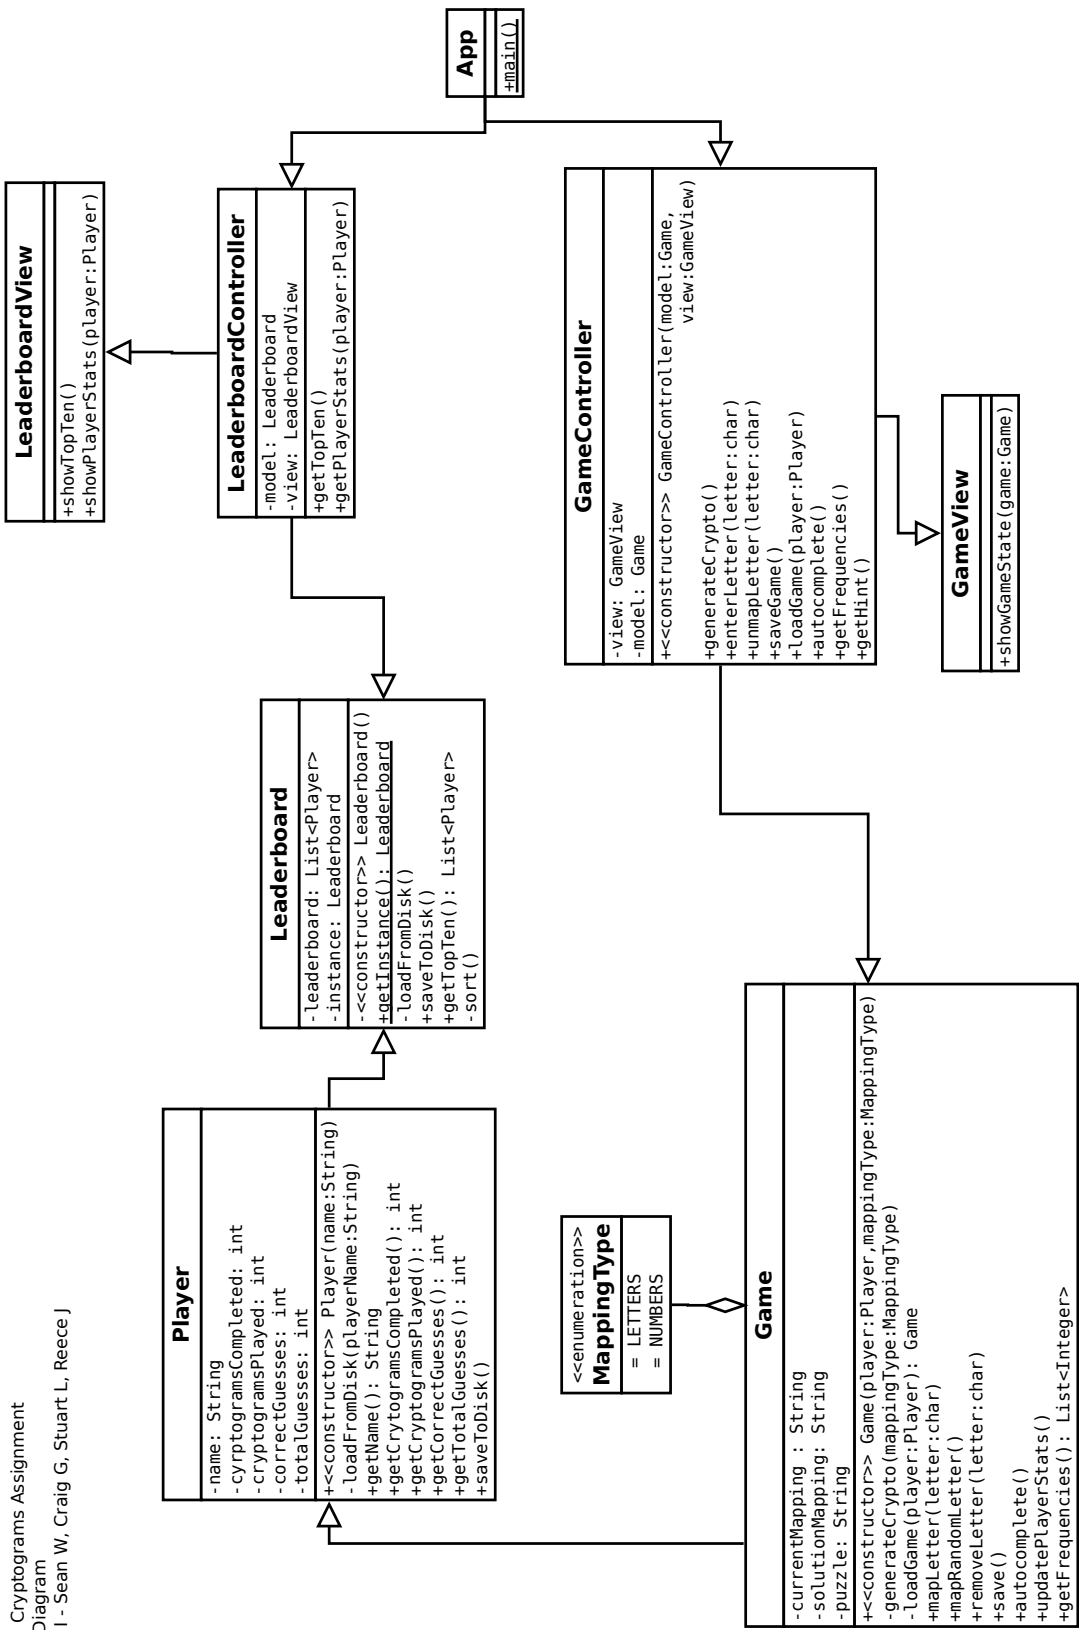 Cryptograms Assignment
Diagram
I - Sean W, Craig G, Stuart L, Reece J
Player
-name: String
-cyrptogramsCompleted: int
-cryptogramsPlayed: int
-correctGuesses: int
-totalGuesses: int
+<<constructor>> Player(name:String)
-loadFromDisk(playerName:String)
+getName(): String
+getCrytogramsCompleted(): int
+getCryptogramsPlayed(): int
+getCorrectGuesses(): int
+getTotalGuesses(): int
+saveToDisk()
Leaderboard
-leaderboard: List<Player>
-instance: Leaderboard
-<<constructor>> Leaderboard()
+getInstance(): Leaderboard
-loadFromDisk()
+saveToDisk()
+getTopTen(): List<Player>
-sort()
LeaderboardView
+showTopTen()
+showPlayerStats(player:Player)
LeaderboardController
-model: Leaderboard
-view: LeaderboardView
+getTopTen()
+getPlayerStats(player:Player)
App
+main()
<<enumeration>>
MappingType
= LETTERS
= NUMBERS
GameController
-view: GameView
-model: Game
+<<constructor>> GameController(model:Game,
view:GameView)
+generateCrypto()
+enterLetter(letter:char)
+unmapLetter(letter:char)
+saveGame()
+loadGame(player:Player)
+autocomplete()
+getFrequencies()
+getHint()
Game
-currentMapping : String
-solutionMapping: String
-puzzle: String
+<<constructor>> Game(player:Player,mappingType:MappingType)
-generateCrypto(mappingType:MappingType)
-loadGame(player:Player): Game
+mapLetter(letter:char)
+mapRandomLetter()
+removeLetter(letter:char)
+save()
+autocomplete()
+updatePlayerStats()
+getFrequencies(): List<Integer>
GameView
+showGameState(game:Game)